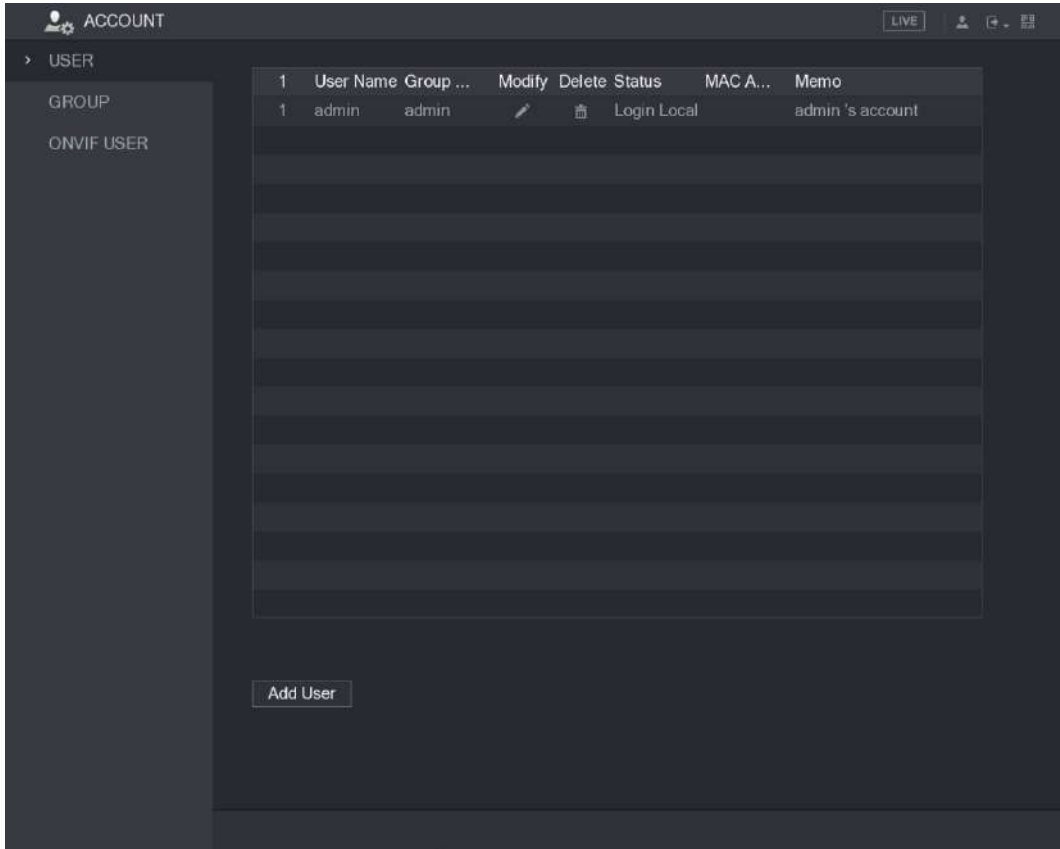 ACCOUNT LIVE
USER
GROUP
ONVIF USER
1 User Name Group ... Modify Delete Status MAC A... Memo
1 admin admin Login Local admin 's account
Add User